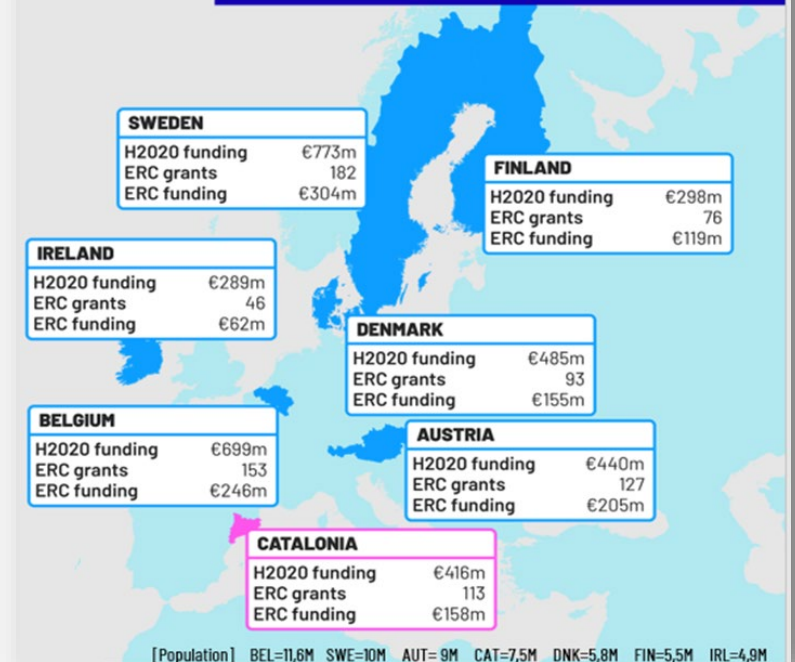 SWEDEN
H2020 funding €773m
ERC grants 182
ERC funding €304m
FINLAND
H2020 funding €298m
ERC grants 76
ERC funding €119m
IRELAND
H2020 funding €289m
ERC grants 46
ERC funding €62m
DENMARK
H2020 funding €485m
ERC grants 93
ERC funding €155m
BELGIUM
H2020 funding €699m
ERC grants 153
ERC funding €246m
AUSTRIA
H2020 funding €440m
ERC grants 127
ERC funding €205m
CATALONIA
H2020 funding €416m
ERC grants 113
ERC funding €158m
[Population] BEL=11,6M SWE=10M AUT= 9M CAT=7,5M DNK=5,8M FIN=5,5M IRL=4,9M